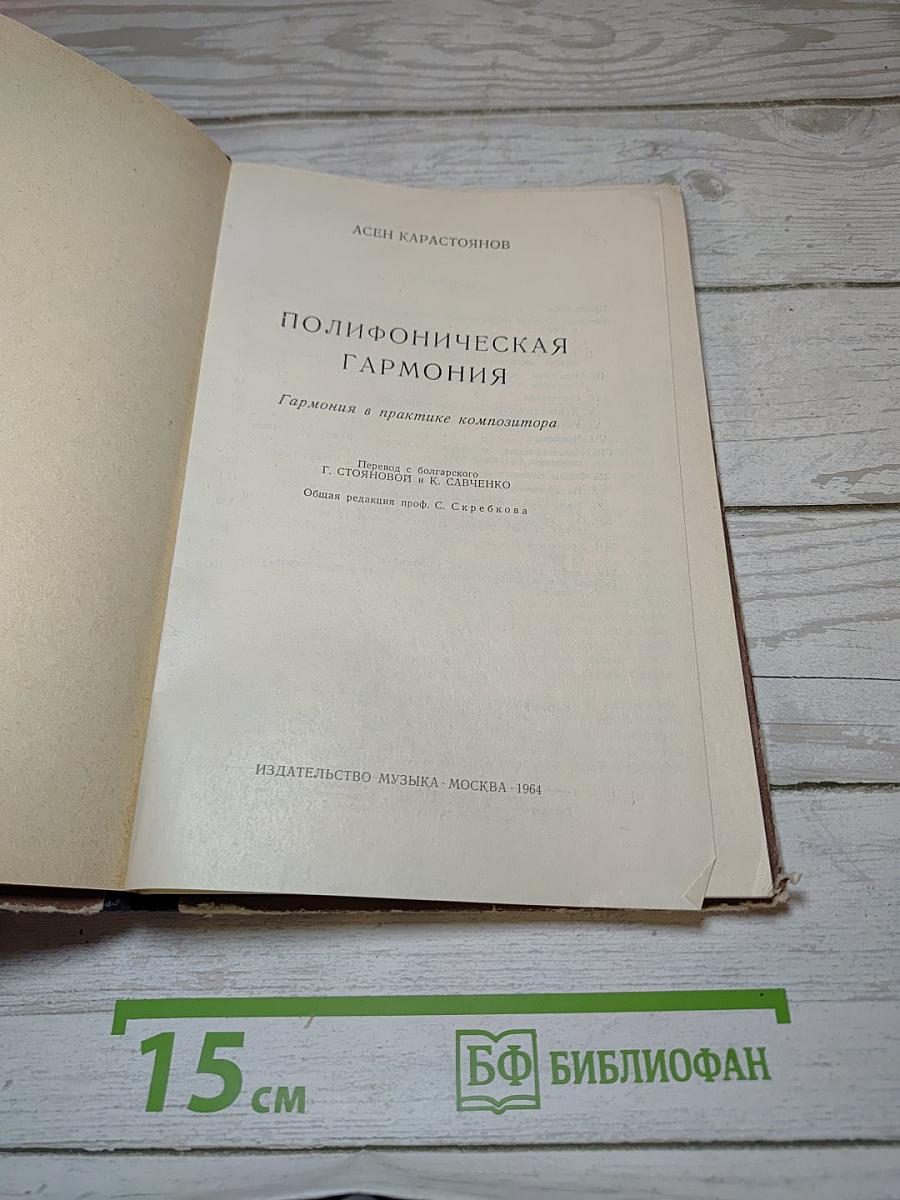 АСЕН КАРАСТОЯНОВ
ПОЛИФОНИЧЕСКАЯ
ГАРМОНИЯ
Гармония в практике композитора
Перевод с болгарского
Г. СТОЯНОВОЙ и К. САВЧЕНКО
Общая редакция проф. С. Скребкова
ИЗДАТЕЛЬСТВО МУЗЫКА · МОСКВА · 1964
15 см
БФ БИБЛИОФАН